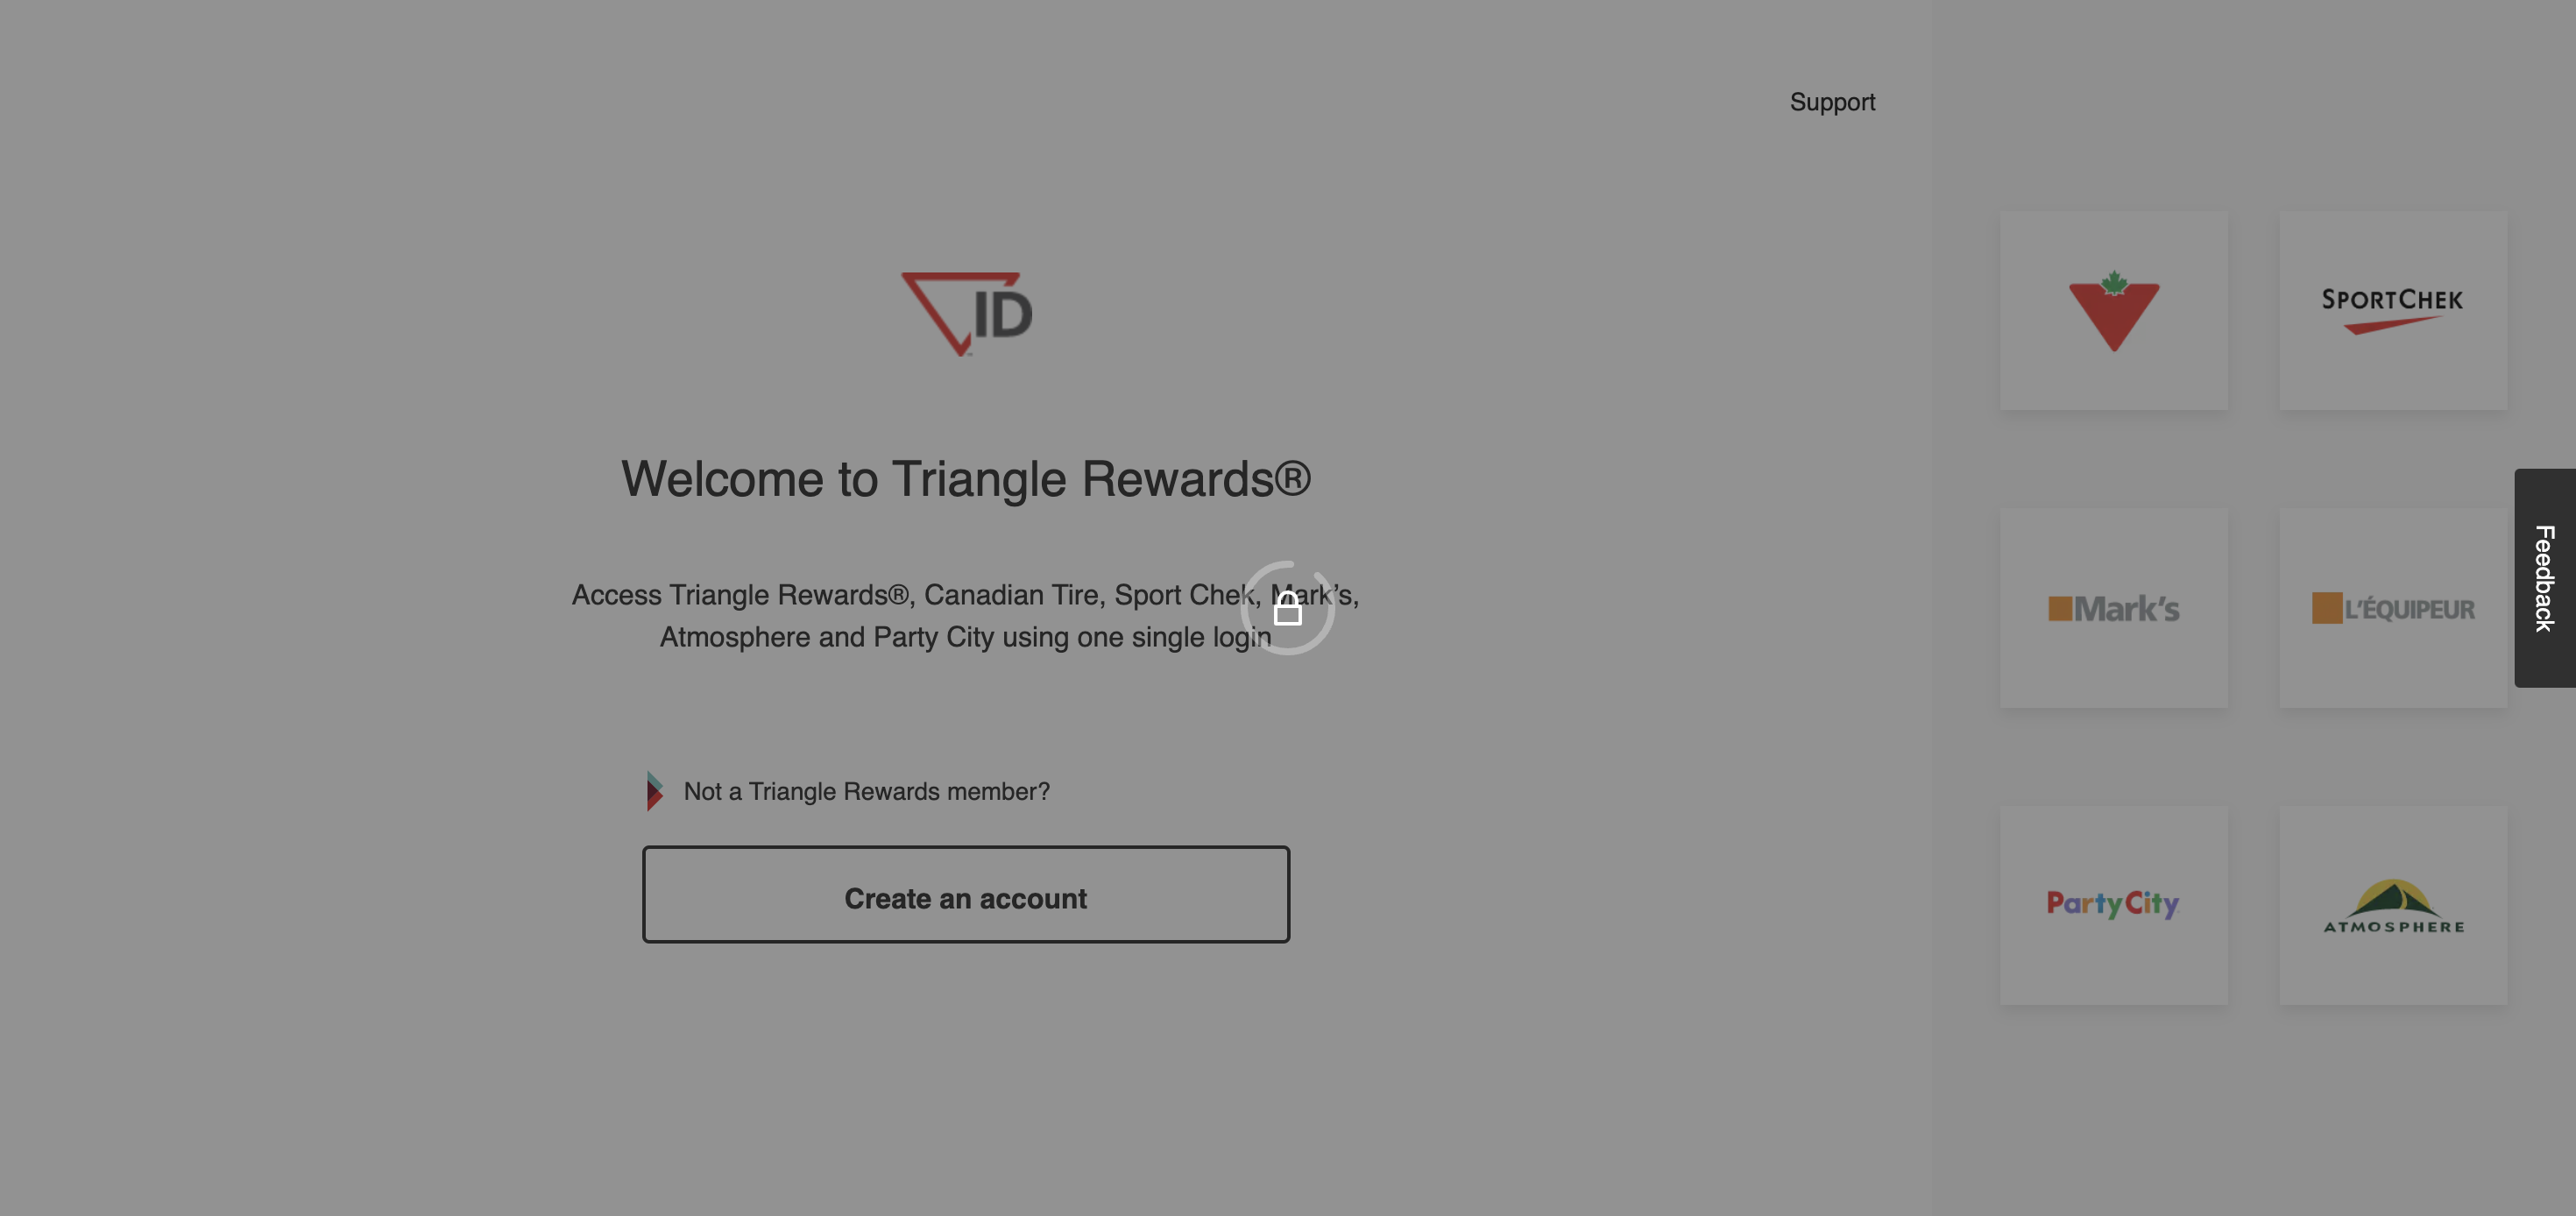 Support
ID
Welcome to Triangle Rewards®
Access Triangle Rewards®, Canadian Tire, Sport Chek, Mark's,
Atmosphere and Party City using one single login
Not a Triangle Rewards member?
Create an account
SPORTCHEK
Mark's
L'ÉQUIPEUR
PartyCity
ATMOSPHERE
Feedback